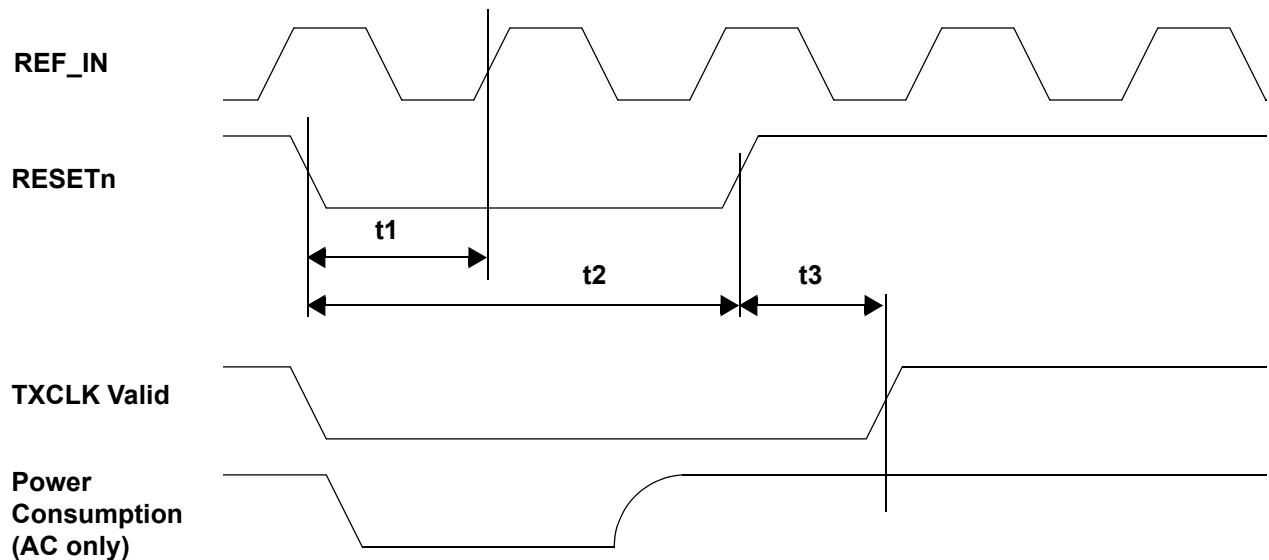 REF_IN
RESETn
t1
t2
t3
TXCLK Valid
Power
Consumption
(AC only)